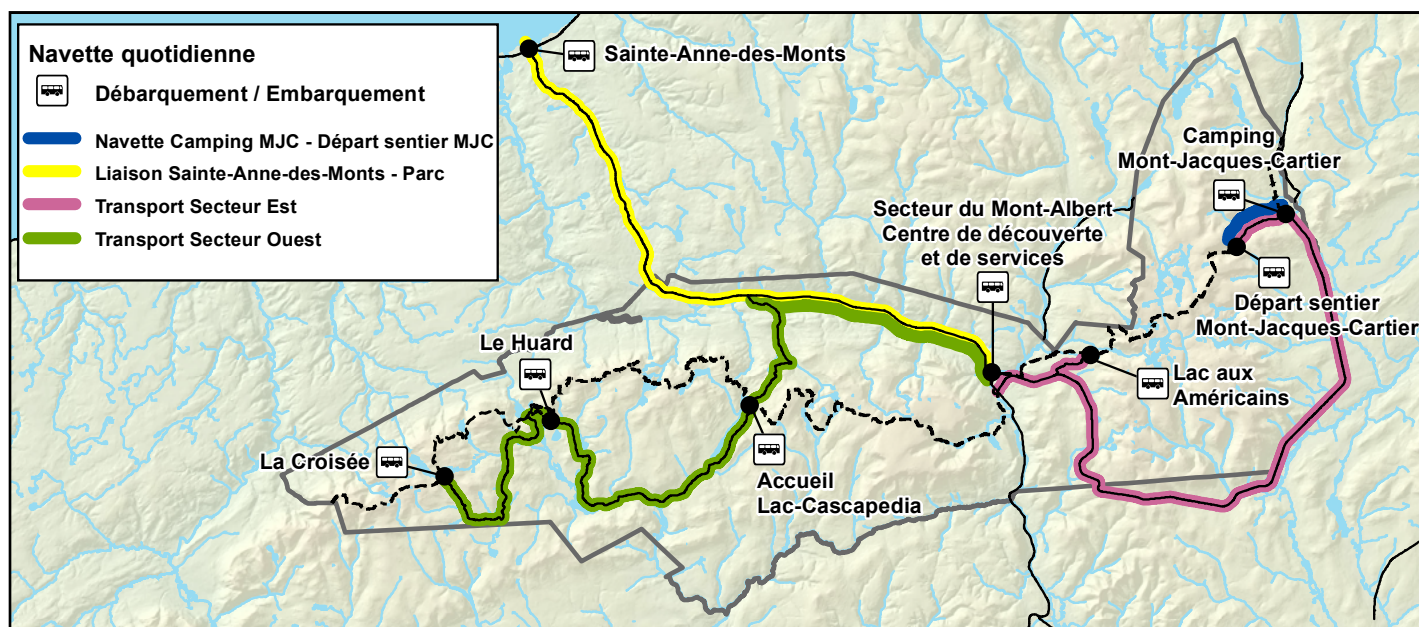 Navette quotidienne
Débarquement / Embarquement
Navette Camping MJC - Départ sentier MJC
Liaison Sainte-Anne-des-Monts - Parc
Transport Secteur Est
Transport Secteur Ouest
Sainte-Anne-des-Monts
Camping
Mont-Jacques-Cartier
Secteur du Mont-Albert
Centre de découverte
et de services
Départ sentier
Mont-Jacques-Cartier
Le Huard
Lac aux
Américains
La Croisée
Accueil
Lac-Cascapedia